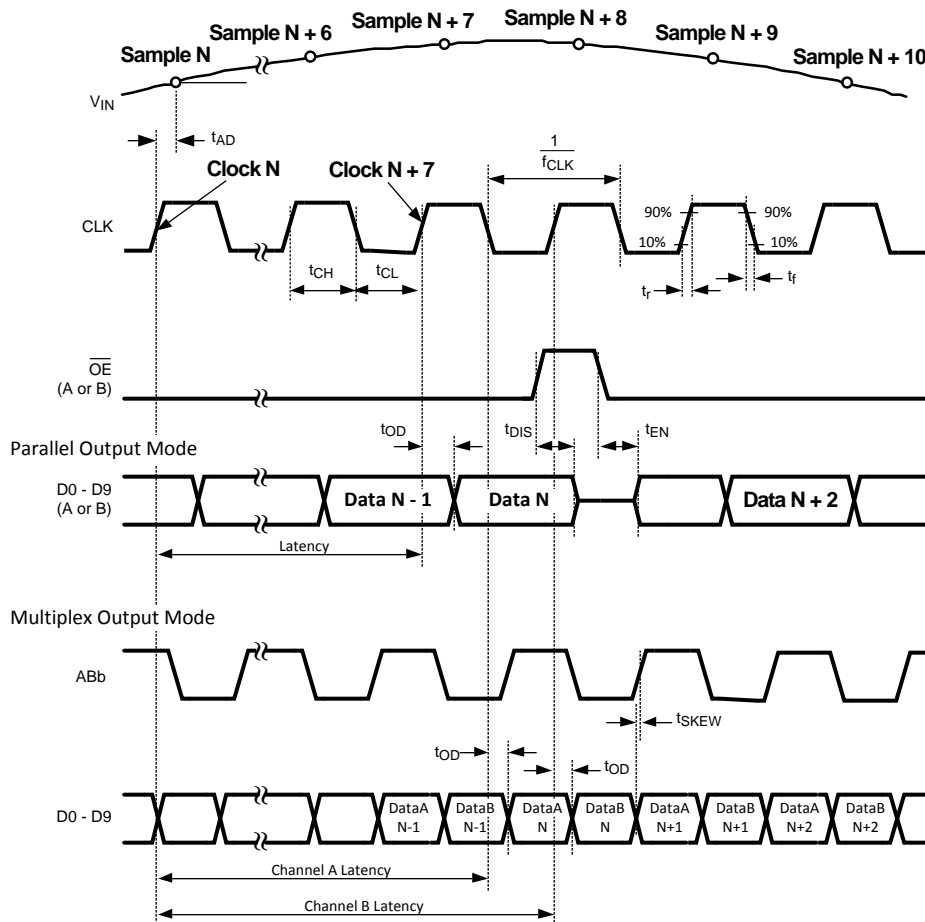 Sample N
Sample N + 6
Sample N + 7
Sample N + 8
Sample N + 9
Sample N + 10
VIN
tAD
Clock N
Clock N + 7
1
fCLK
CLK
90%
90%
10%
10%
tCH
tCL
tr
tf
OE
(A or B)
tOD
tDIS
tEN
Parallel Output Mode
D0 - D9
(A or B)
Data N - 1
Data N
Data N + 2
Latency
Multiplex Output Mode
ABb
tSKEW
tOD
tOD
D0 - D9
DataA
N-1
DataB
N-1
DataA
N
DataB
N
DataA
N+1
DataB
N+1
DataA
N+2
DataB
N+2
Channel A Latency
Channel B Latency